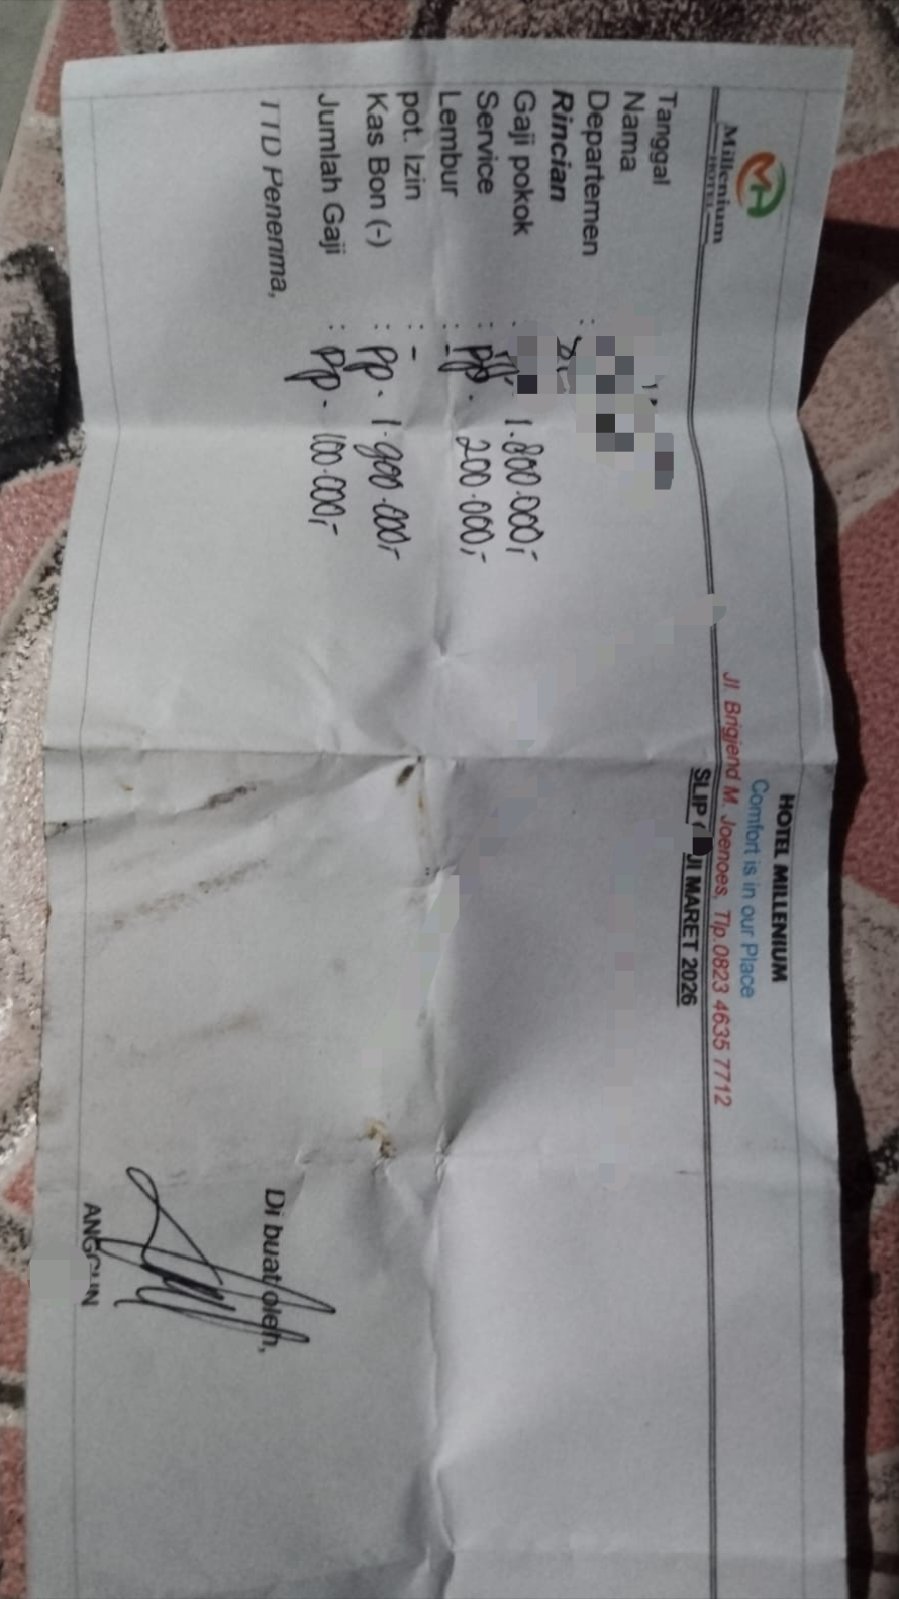 Millenium
HOTEL
HOTEL MILLENIUM
Comfort is in our Place
Jl. Brigjend M. Joenoes, Tlp.0823 4635 7712
SLIP JI MARET 2026
Tanggal
Nama
Departemen :
Rincian
Gaji pokok : Rp. 1.800.000,-
Service : Rp. 200.000,-
Lembur : -
pot. Izin : -
Kas Bon (-) : Rp. 1.900.000,-
Jumlah Gaji : Rp. 100.000,-
TTD Penerima,
Di buat oleh,